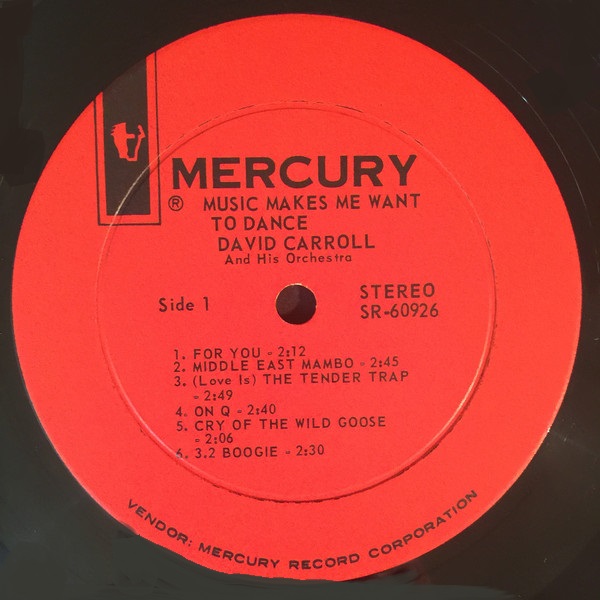 MERCURY
® MUSIC MAKES ME WANT
TO DANCE
DAVID CARROLL
And His Orchestra
Side 1
STEREO
SR-60926
1. FOR YOU - 2:12
2. MIDDLE EAST MAMBO - 2:45
3. (Love Is) THE TENDER TRAP
- 2:49
4. ON Q - 2:40
5. CRY OF THE WILD GOOSE
- 2:06
6. 3.2 BOOGIE - 2:30
VENDOR: MERCURY RECORD CORPORATION